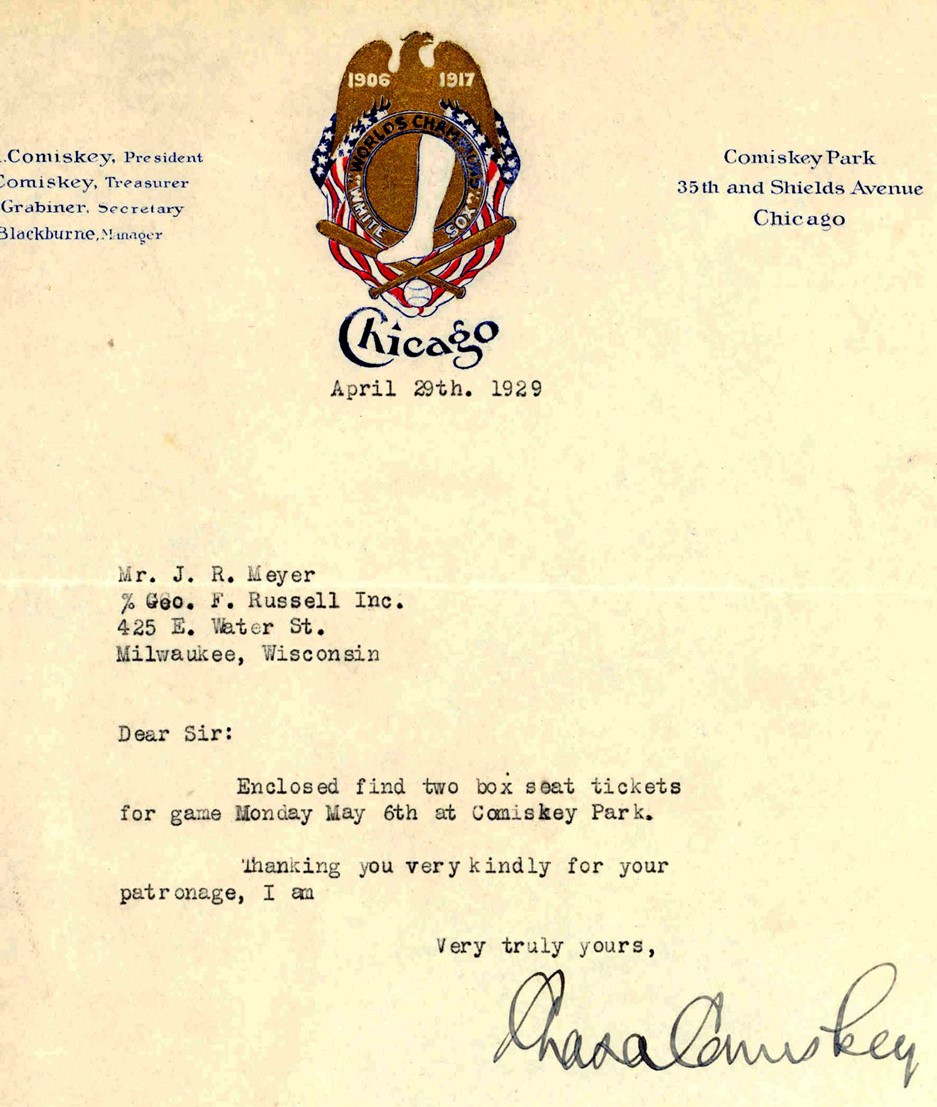 .Comiskey, President
Comiskey, Treasurer
Grabiner, Secretary
Blackburne, Manager
1906 1917
WORLD'S CHAMPIONS
"WHITE SOX"
Chicago
Comiskey Park
35th and Shields Avenue
Chicago
April 29th. 1929
Mr. J. R. Meyer
% Geo. F. Russell Inc.
425 E. Water St.
Milwaukee, Wisconsin
Dear Sir:
Enclosed find two box seat tickets
for game Monday May 6th at Comiskey Park.
Thanking you very kindly for your
patronage, I am
Very truly yours,
Chas A Comiskey